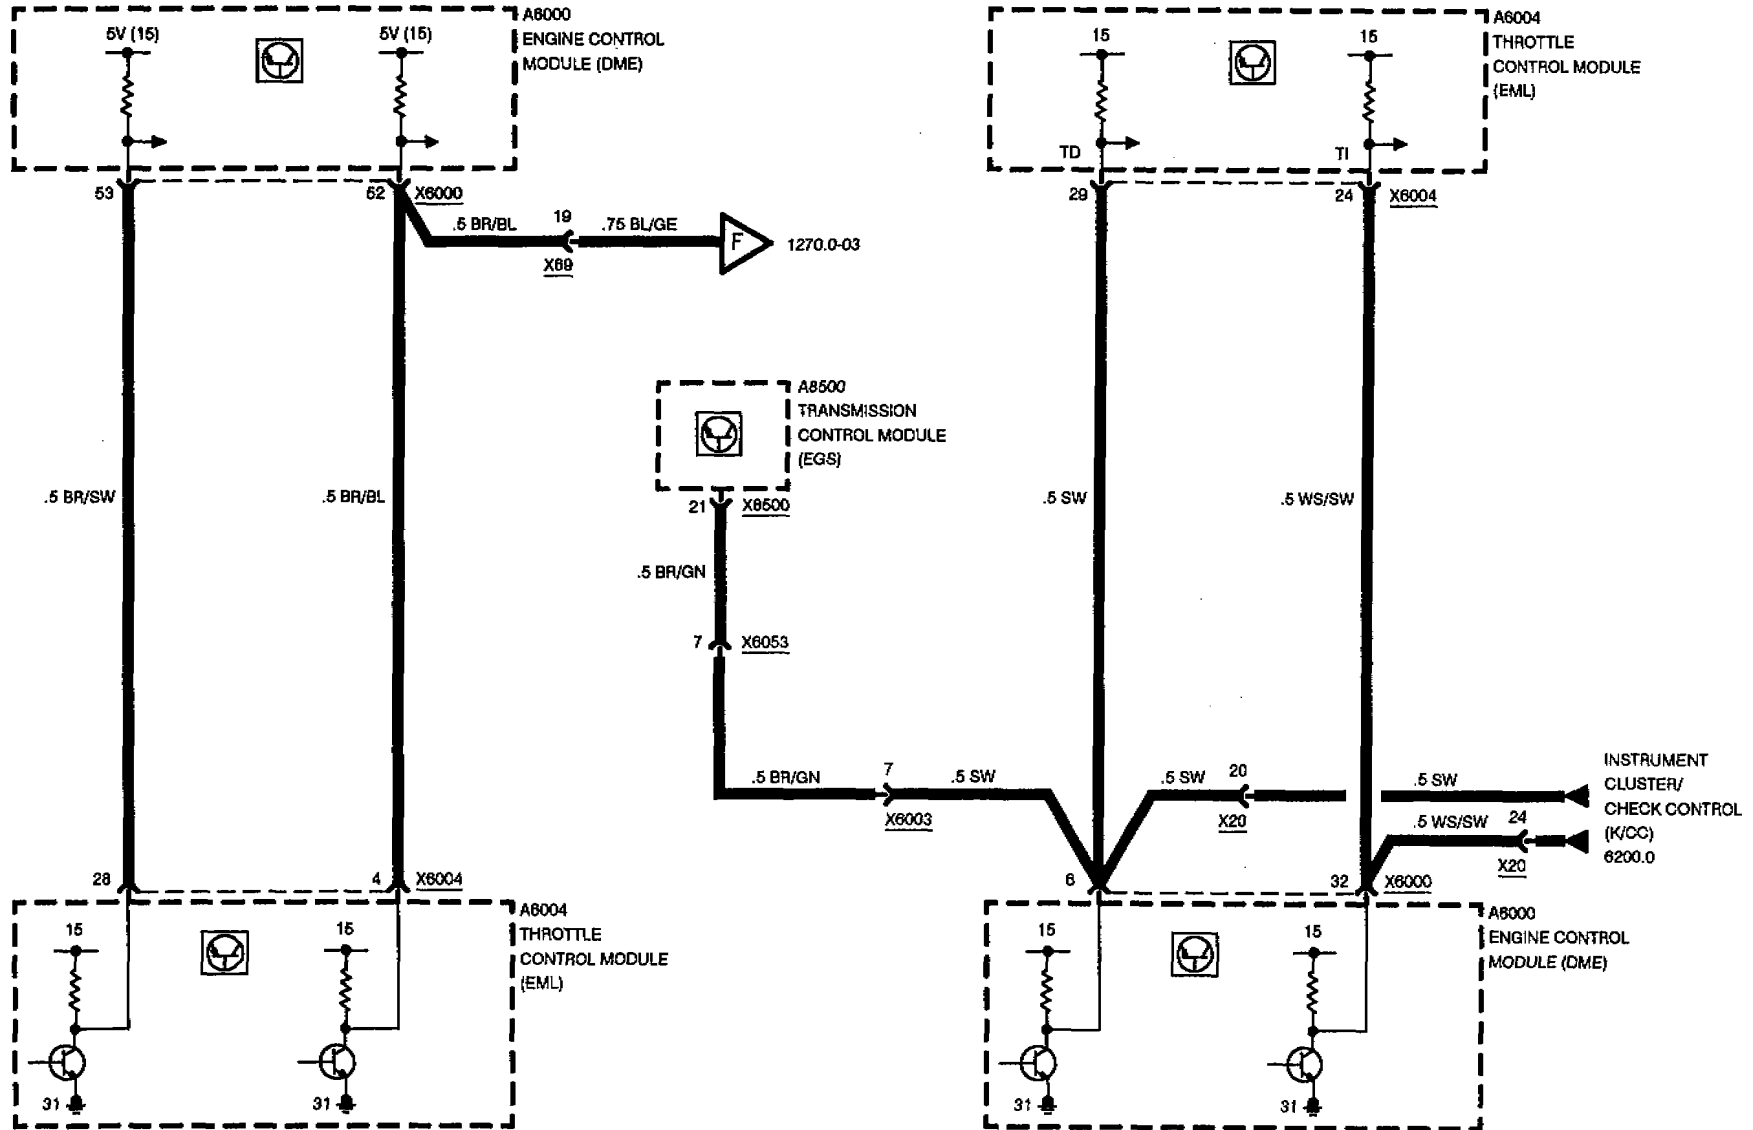 A6000
ENGINE CONTROL
MODULE (DME)
5V (15)
5V (15)
53
52
X6000
.5 BR/BL
19
.75 BL/GE
X69
F
1270.0-03
A6004
THROTTLE
CONTROL MODULE
(EML)
15
15
TD
TI
29
24
X6004
A8500
TRANSMISSION
CONTROL MODULE
(EGS)
21
X8500
.5 BR/SW
.5 BR/BL
.5 SW
.5 WS/SW
.5 BR/GN
7
X6053
.5 BR/GN
7
.5 SW
X6003
.5 SW
20
X20
.5 SW
.5 WS/SW
24
X20
INSTRUMENT
CLUSTER/
CHECK CONTROL
(K/CC)
6200.0
28
4
X6004
6
32
X6000
A6004
THROTTLE
CONTROL MODULE
(EML)
15
15
31
31
A6000
ENGINE CONTROL
MODULE (DME)
15
15
31
31